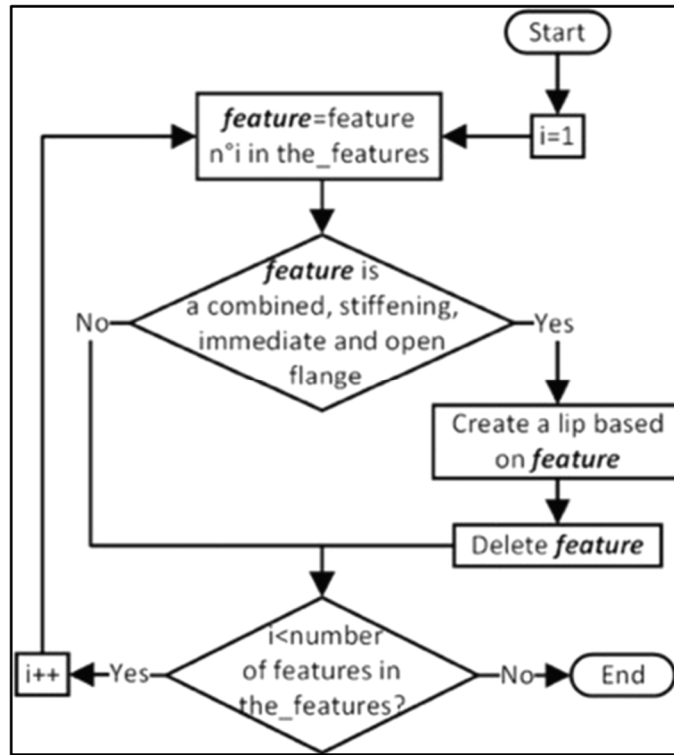 Start
i=1
feature=feature
n°i in the_features
feature is
a combined, stiffening,
immediate and open
flange
No
Yes
Create a lip based
on feature
Delete feature
i<number
of features in
the_features?
Yes
i++
No
End